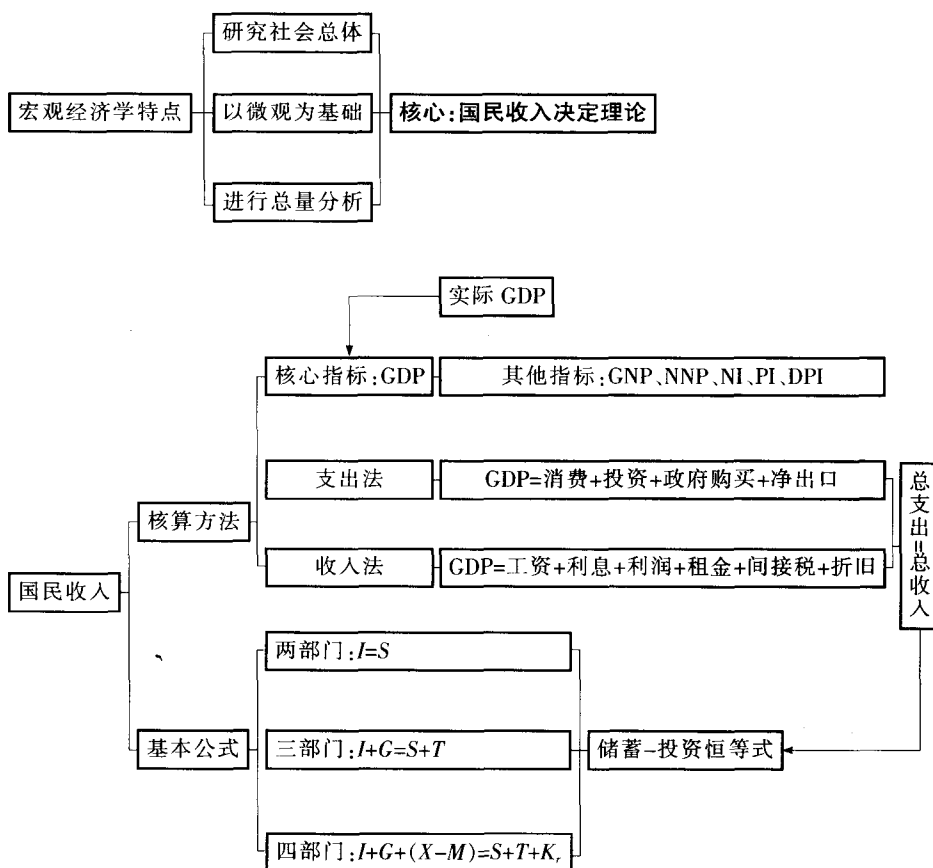 研究社会总体
宏观经济学特点
以微观为基础
核心:国民收入决定理论
进行总量分析
实际 GDP
核心指标:GDP
其他指标:GNP、NNP、NI、PI、DPI
支出法
GDP=消费+投资+政府购买+净出口
核算方法
收入法
GDP=工资+利息+利润+租金+间接税+折旧
总支出=总收入
国民收入
两部门:I=S
基本公式
三部门:I+G=S+T
储蓄-投资恒等式
四部门:I+G+(X-M)=S+T+Kr